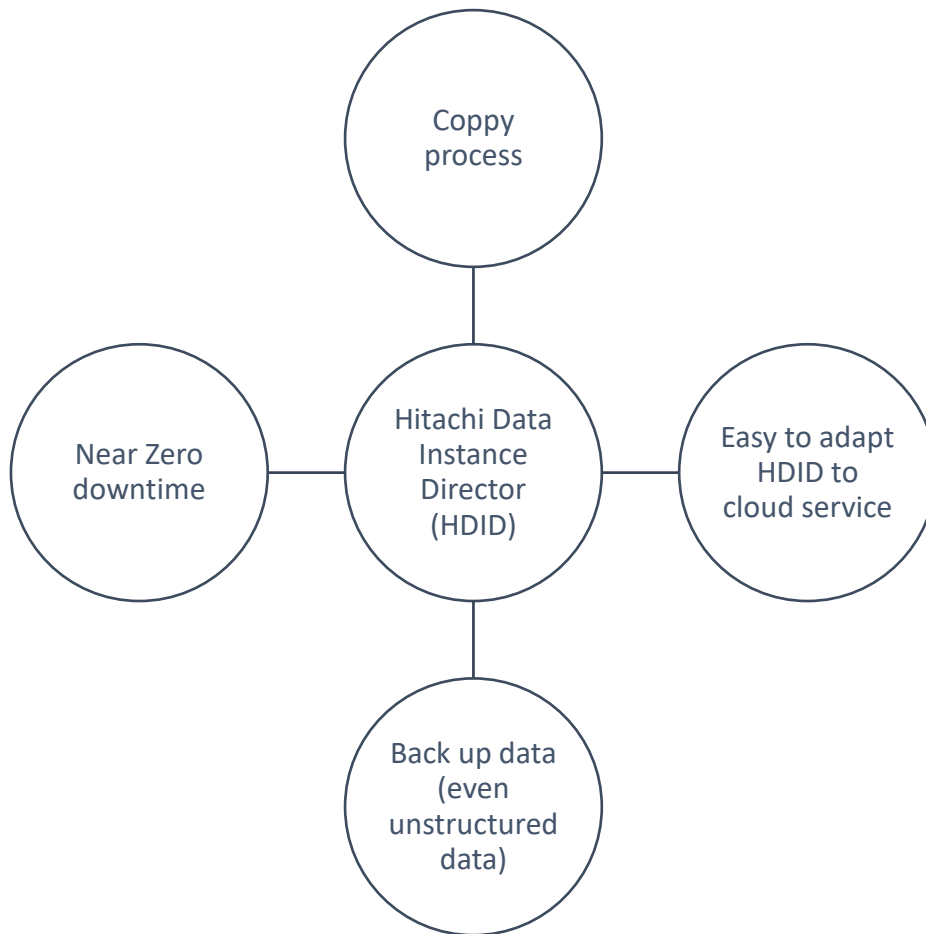 Coppy
process
Near Zero
downtime
Hitachi Data
Instance
Director
(HDID)
Easy to adapt
HDID to
cloud service
Back up data
(even
unstructured
data)